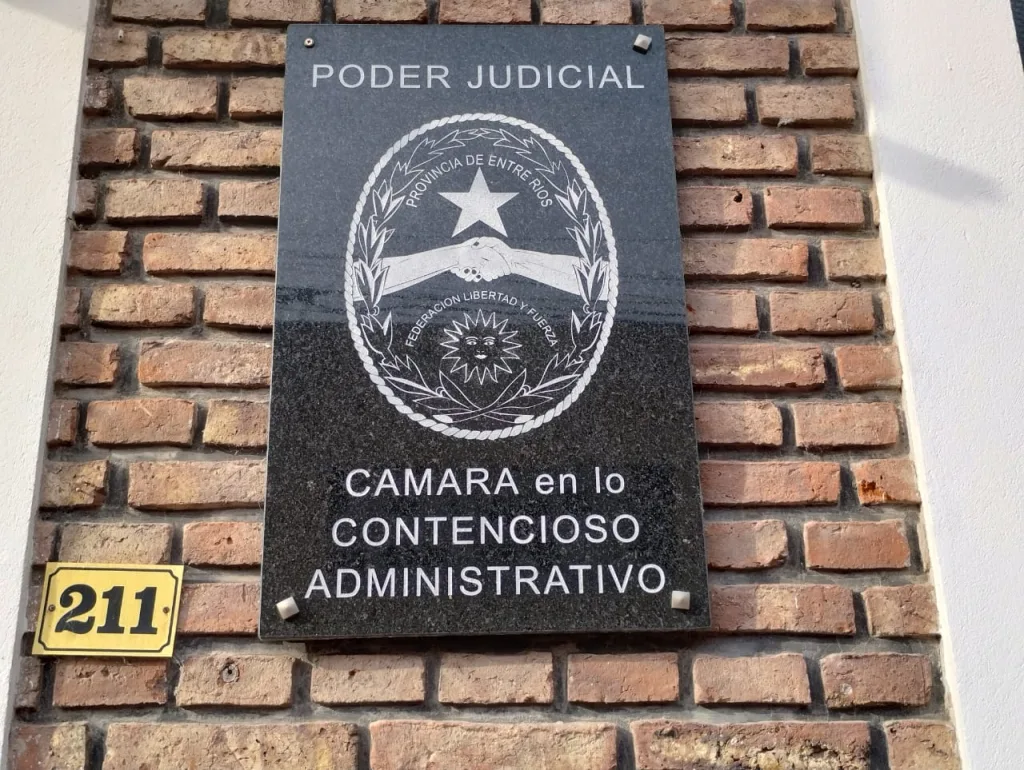 PODER JUDICIAL
PROVINCIA DE ENTRE RIOS
FEDERACION LIBERTAD Y FUERZA
CAMARA en lo
CONTENCIOSO
ADMINISTRATIVO
211